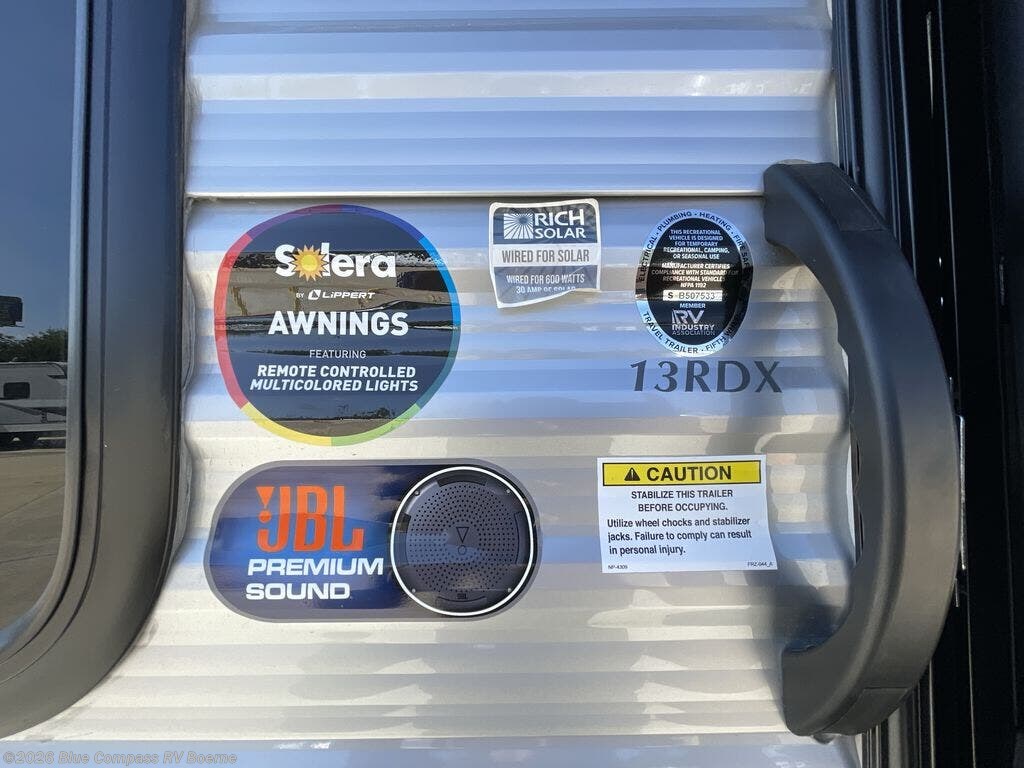 Solera
BY LIPPERT
AWNINGS
FEATURING
REMOTE CONTROLLED
MULTICOLORED LIGHTS
RICH
SOLAR
WIRED FOR SOLAR
WIRED FOR 600 WATTS
30 AMP OF SOLAR
ELECTRICAL - PLUMBING - HEATING - FIRE
THIS RECREATIONAL
VEHICLE IS DESIGNED
FOR TEMPORARY
RECREATIONAL, CAMPING,
OR SEASONAL USE
MANUFACTURER CERTIFIES
COMPLIANCE WITH STANDARD FOR
RECREATIONAL VEHICLES
NFPA 1192
S B507533
MEMBER
RV
INDUSTRY
ASSOCIATION
TRAVEL TRAILER - FIFTH
13RDX
JBL
PREMIUM
SOUND
JBL
CAUTION
STABILIZE THIS TRAILER
BEFORE OCCUPYING.
Utilize wheel chocks and stabilizer
jacks. Failure to comply can result
in personal injury.
NP-4309
FRZ-044_A
©2026 Blue Compass RV Boerne